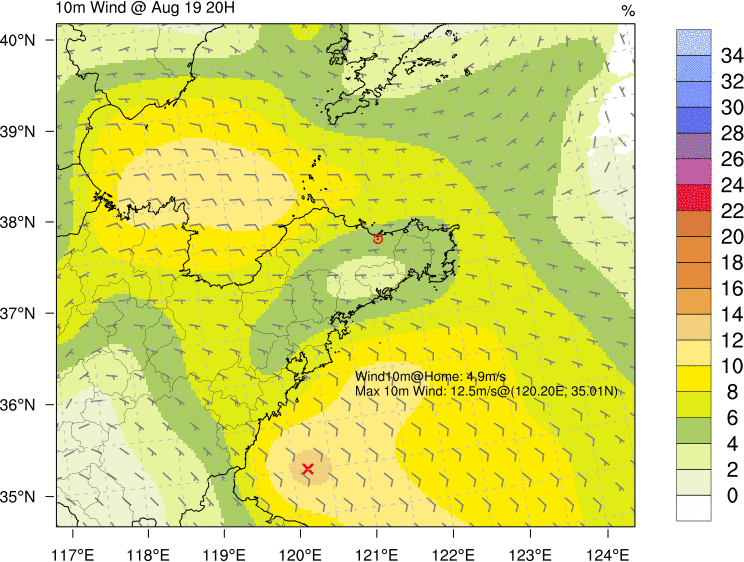 10m Wind @ Aug 19 20H
%
40°N
39°N
38°N
37°N
36°N
35°N
117°E
118°E
119°E
120°E
121°E
122°E
123°E
124°E
Wind10m@Home: 4.9m/s
Max 10m Wind: 12.5m/s@(120.20E, 35.01N)
34
32
30
28
26
24
22
20
18
16
14
12
10
8
6
4
2
0